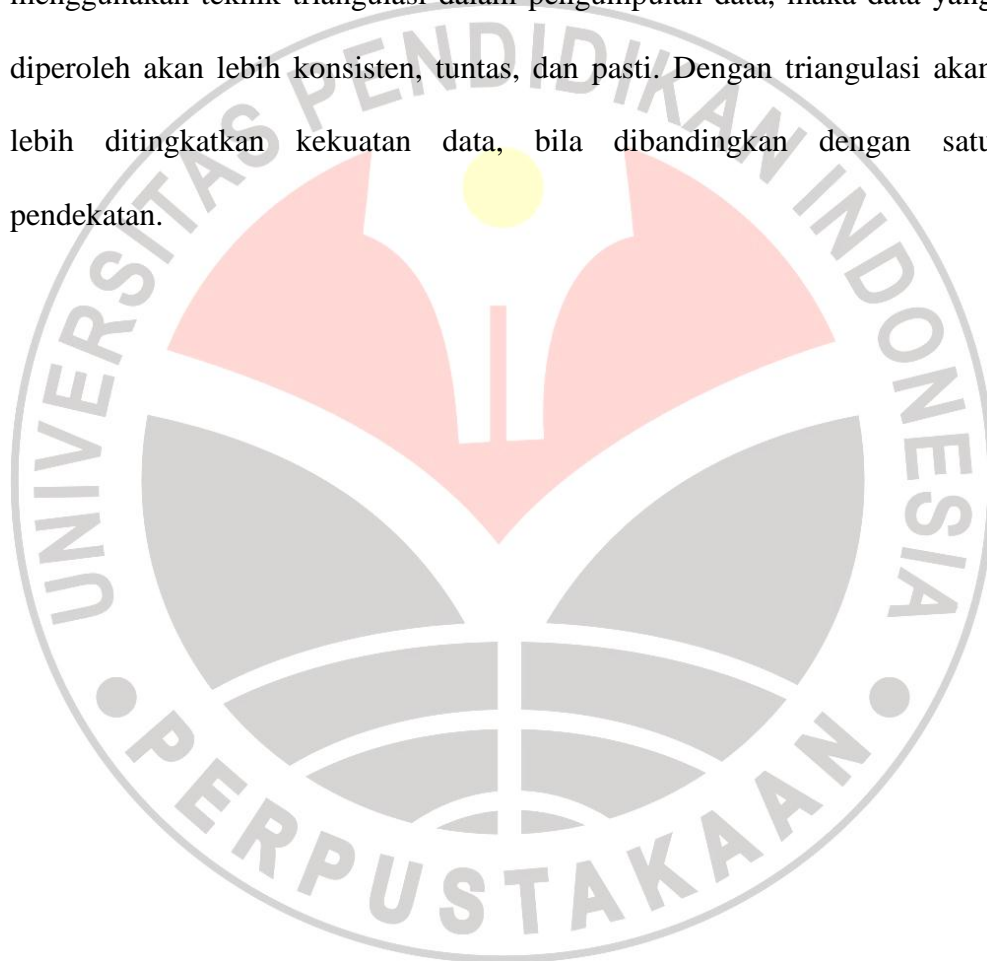 menggunakan teknik triangulasi dalam pengumpulan data, maka data yang
diperoleh akan lebih konsisten, tuntas, dan pasti. Dengan triangulasi akan
lebih ditingkatkan kekuatan data, bila dibandingkan dengan satu
pendekatan.
UNIVERSITAS PENDIDIKAN INDONESIA
PERPUSTAKAAN